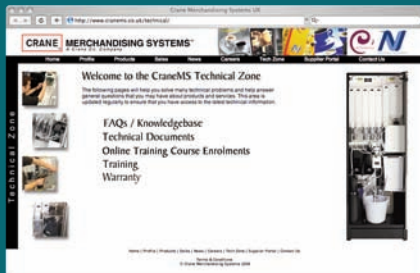 Crane Merchandising Systems UK
http://www.cranems.co.uk/technical/
CRANE MERCHANDISING SYSTEMS
A Crane Co. Company
Home Profile Products Sales News Careers Tech Zone Supplier Portal Contact Us
Technical Zone
Welcome to the CraneMS Technical Zone
The following pages will help you solve many technical problems and help answer
general questions that you may have about products and services. This area is
updated regularly to ensure that you have access to the latest technical information.
FAQs / Knowledgebase
Technical Documents
Online Training Course Enrolments
Training
Warranty
Home | Profile | Products | Sales | News | Careers | Tech Zone | Supplier Portal | Contact Us
Terms & Conditions
© Crane Merchandising Systems 2008